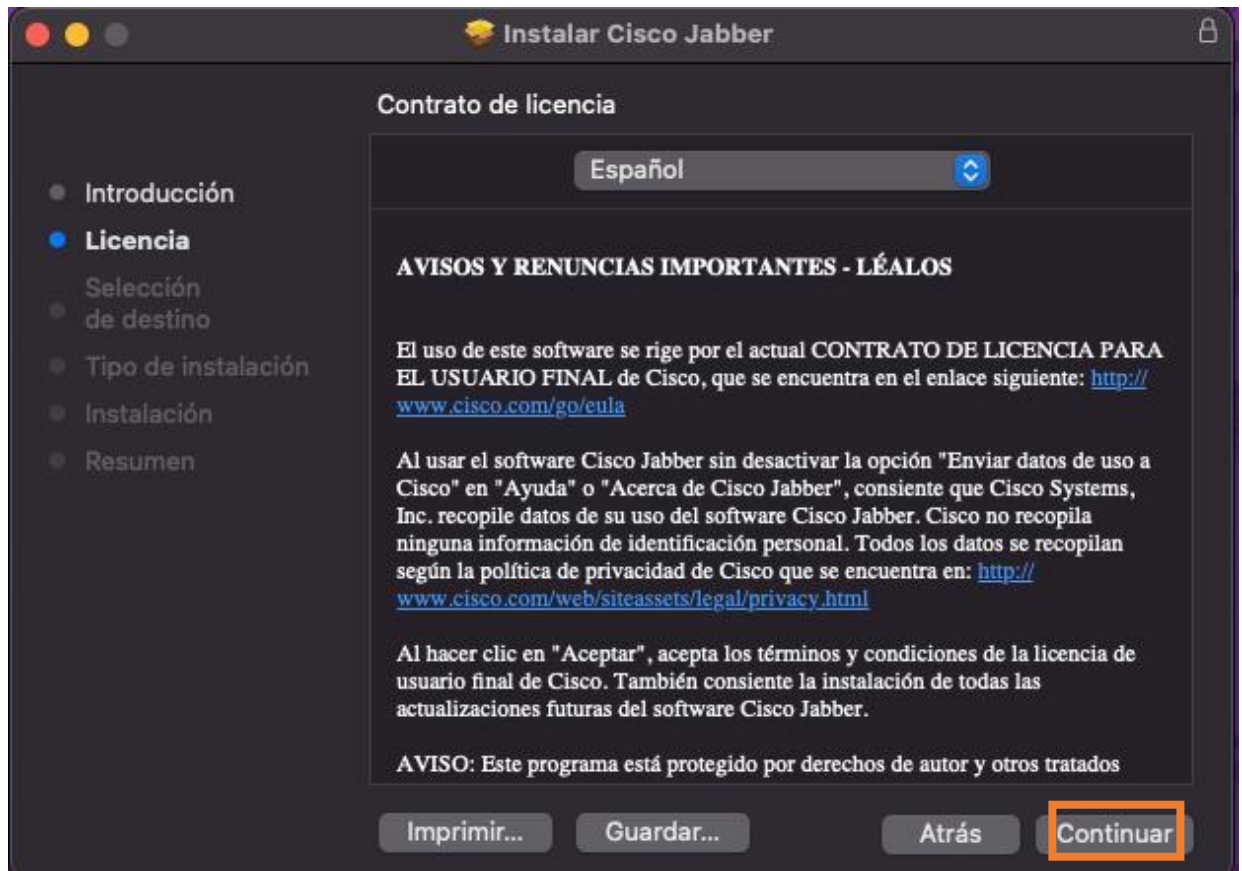 Instalar Cisco Jabber
Contrato de licencia
Español
Introducción
Licencia
Selección
de destino
Tipo de instalación
Instalación
Resumen
AVISOS Y RENUNCIAS IMPORTANTES - LÉALOS
El uso de este software se rige por el actual CONTRATO DE LICENCIA PARA
EL USUARIO FINAL de Cisco, que se encuentra en el enlace siguiente: http://
www.cisco.com/go/eula
Al usar el software Cisco Jabber sin desactivar la opción "Enviar datos de uso a
Cisco" en "Ayuda" o "Acerca de Cisco Jabber", consiente que Cisco Systems,
Inc. recopile datos de su uso del software Cisco Jabber. Cisco no recopila
ninguna información de identificación personal. Todos los datos se recopilan
según la política de privacidad de Cisco que se encuentra en: http://
www.cisco.com/web/siteassets/legal/privacy.html
Al hacer clic en "Aceptar", acepta los términos y condiciones de la licencia de
usuario final de Cisco. También consiente la instalación de todas las
actualizaciones futuras del software Cisco Jabber.
AVISO: Este programa está protegido por derechos de autor y otros tratados
Imprimir... Guardar... Atrás Continuar